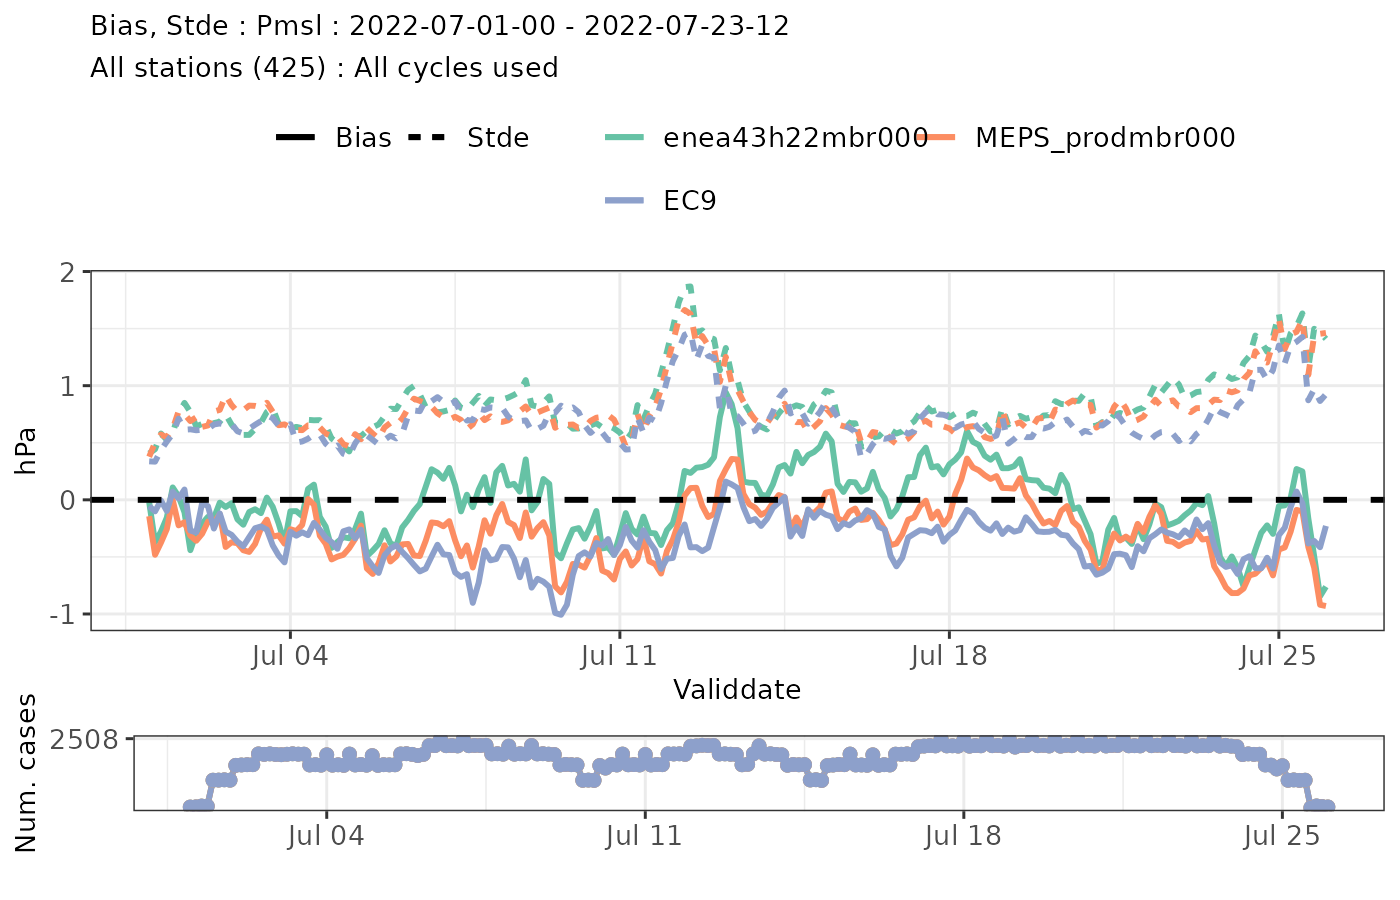 Bias, Stde : Pmsl : 2022-07-01-00 - 2022-07-23-12
All stations (425) : All cycles used
Bias Stde enea43h22mbr000 MEPS_prodmbr000
EC9
hPa
2
1
0
-1
Jul 04 Jul 11 Jul 18 Jul 25
Validdate
Num. cases
2508
Jul 04 Jul 11 Jul 18 Jul 25